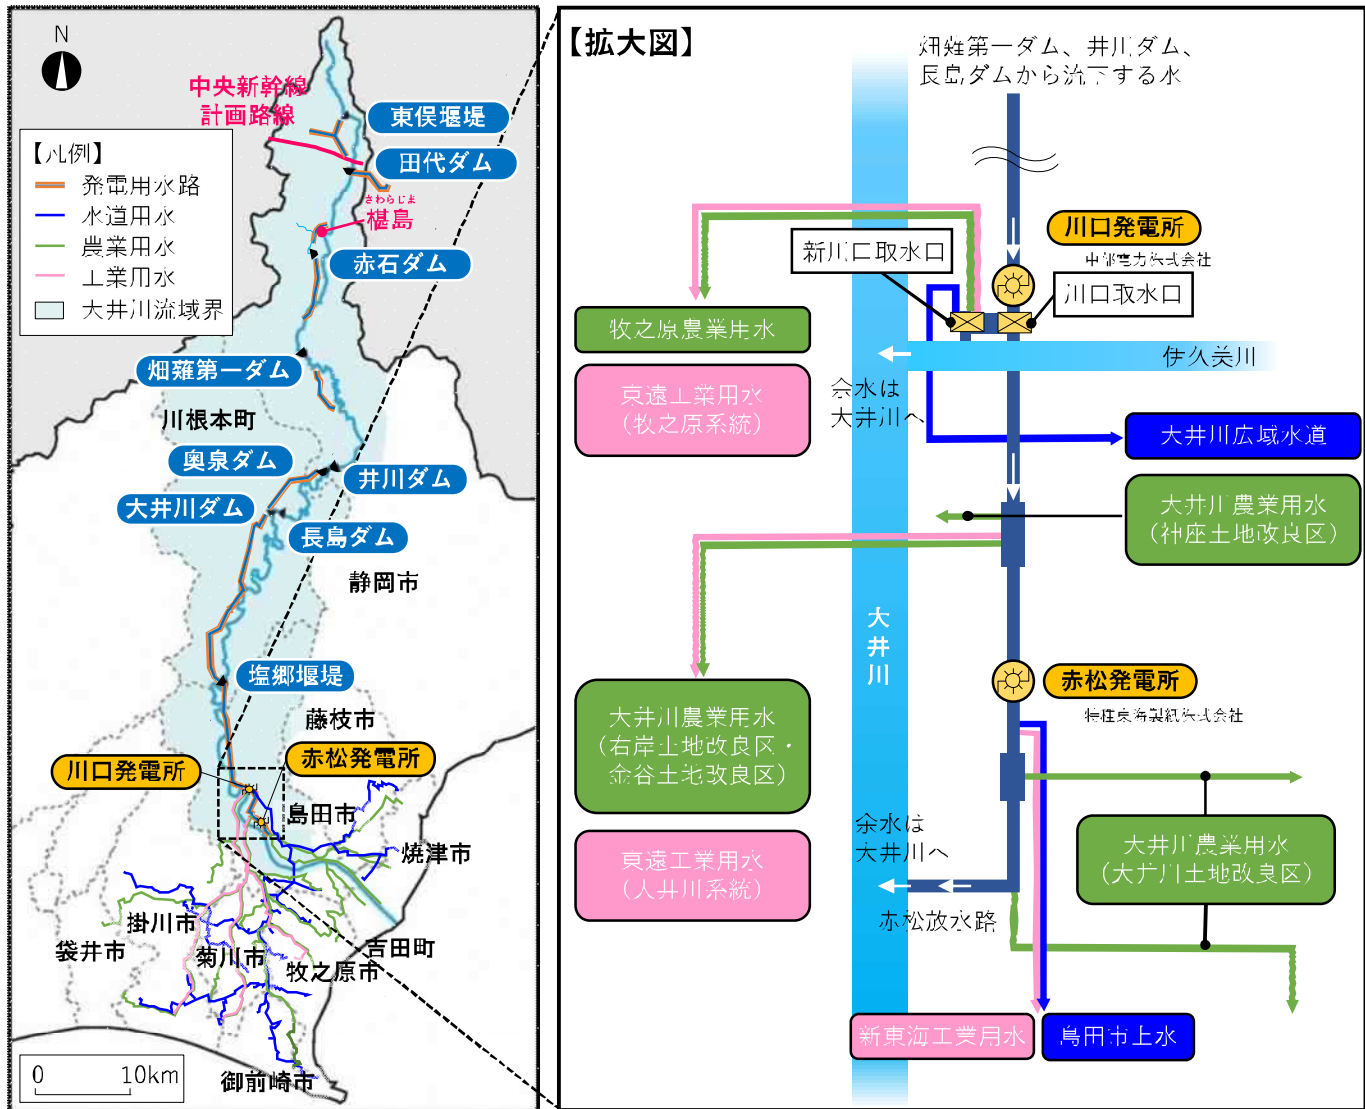 N
中央新幹線
計画路線
【凡例】
発電用水路
水道用水
農業用水
工業用水
大井川流域界
東俣堰堤
田代ダム
さわらじま
椹島
赤石ダム
畑薙第一ダム
川根本町
奥泉ダム
井川ダム
大井川ダム
長島ダム
静岡市
塩郷堰堤
藤枝市
川口発電所
赤松発電所
島田市
焼津市
掛川市
袋井市
菊川市
吉田町
牧之原市
御前崎市
0 10km
【拡大図】
畑薙第一ダム、井川ダム、
長島ダムから流下する水
川口発電所
中部電力株式会社
新川口取水口
川口取水口
牧之原農業用水
東遠工業用水
(牧之原系統)
伊久美川
余水は
大井川へ
大井川広域水道
大井川農業用水
(神座土地改良区)
大井川
赤松発電所
特種東海製紙株式会社
大井川農業用水
(右岸土地改良区・
金谷土地改良区)
東遠工業用水
(大井川系統)
余水は
大井川へ
大井川農業用水
(大井川土地改良区)
赤松放水路
新東海工業用水
島田市上水